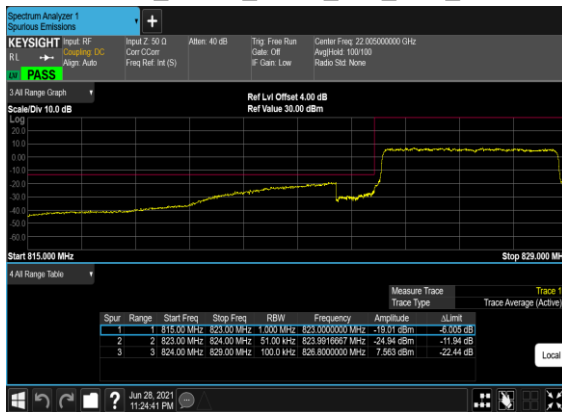 Spectrum Analyzer 1
Spurious Emissions
KEYSIGHT Input: RF Input Z: 50 Ω Atten: 40 dB Trig: Free Run Center Freq: 22.005000000 GHz
RL Coupling: DC Corr CCorr Gate: Off AvgHold: 100/100
Align: Auto Freq Ref: Int (S) IF Gain: Low Radio Std: None
PASS
3 All Range Graph
Ref Lvl Offset 4.00 dB
Scale/Div 10.0 dB Ref Value 30.00 dBm
Log
20.0
10.0
0.00
-10.0
-20.0
-30.0
-40.0
-50.0
-60.0
Start 815.000 MHz Stop 829.000 MH
4 All Range Table
Measure Trace Trace 1
Trace Type Trace Average (Active)
Spur Range Start Freq Stop Freq RBW Frequency Amplitude ΔLimit
1 1 815.00 MHz 823.00 MHz 1.000 MHz 823.0000000 MHz -19.01 dBm -6.005 dB
2 2 823.00 MHz 824.00 MHz 51.00 kHz 823.9916667 MHz -24.94 dBm -11.94 dB
3 3 824.00 MHz 829.00 MHz 100.0 kHz 826.8000000 MHz 7.563 dBm -22.44 dB
Local
?
Jun 28, 2021
11:24:41 PM